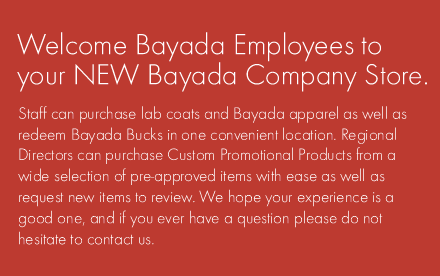 Welcome Bayada Employees to
your NEW Bayada Company Store.
Staff can purchase lab coats and Bayada apparel as well as
redeem Bayada Bucks in one convenient location. Regional
Directors can purchase Custom Promotional Products from a
wide selection of pre-approved items with ease as well as
request new items to review. We hope your experience is a
good one, and if you ever have a question please do not
hesitate to contact us.